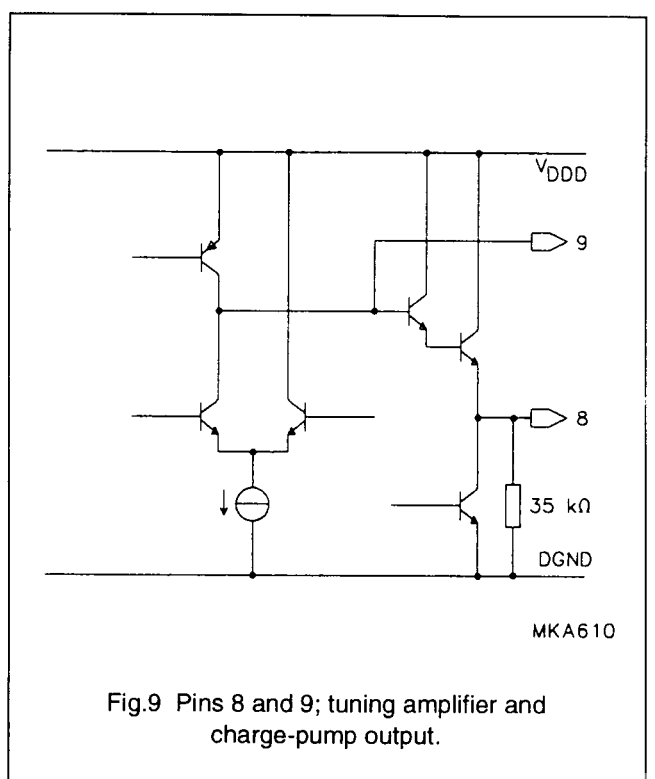 V_DDD
9
8
35 kΩ
DGND
MKA610
Fig.9 Pins 8 and 9; tuning amplifier and
charge-pump output.